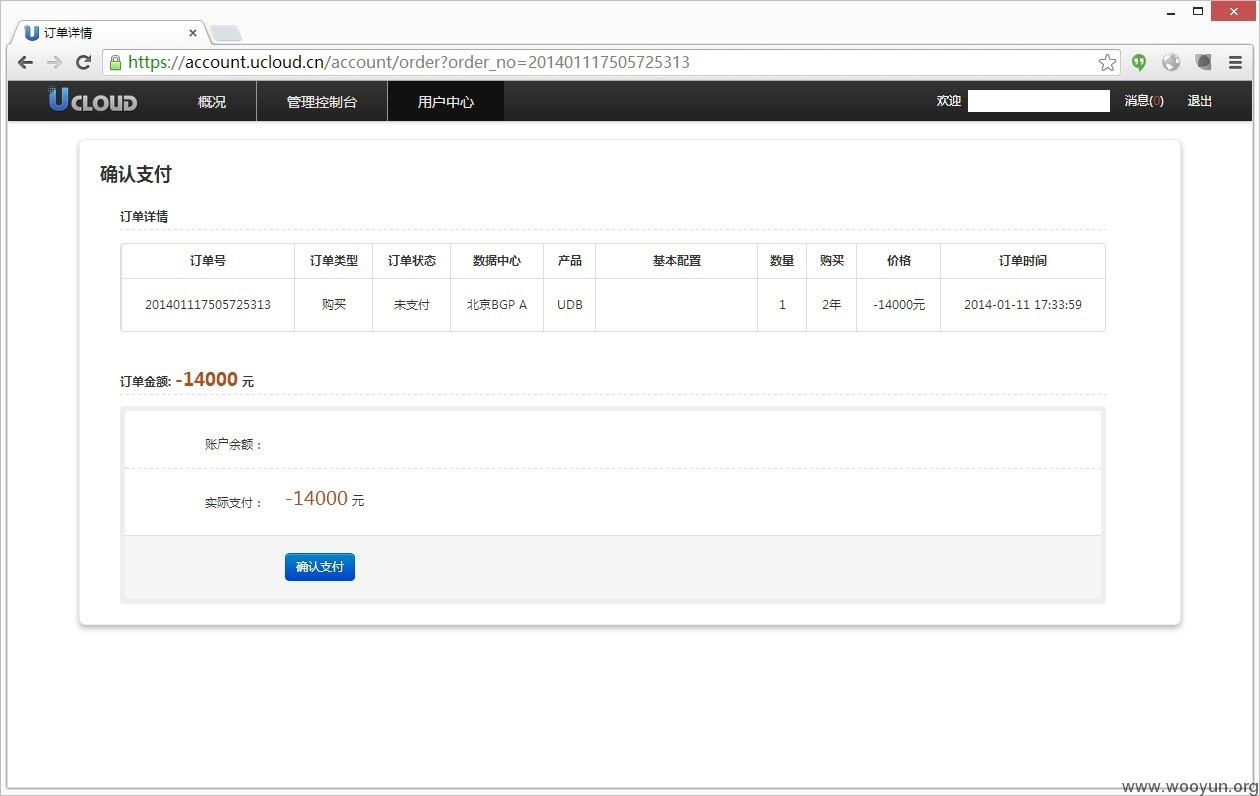 订单详情
https://account.ucloud.cn/account/order?order_no=201401117505725313
UCLOUD 概况 管理控制台 用户中心 欢迎 消息(0) 退出
确认支付
订单详情
订单号 订单类型 订单状态 数据中心 产品 基本配置 数量 购买 价格 订单时间
201401117505725313 购买 未支付 北京BGP A UDB 1 2年 -14000元 2014-01-11 17:33:59
订单金额: -14000 元
账户余额：
实际支付： -14000 元
确认支付
www.wooyun.org